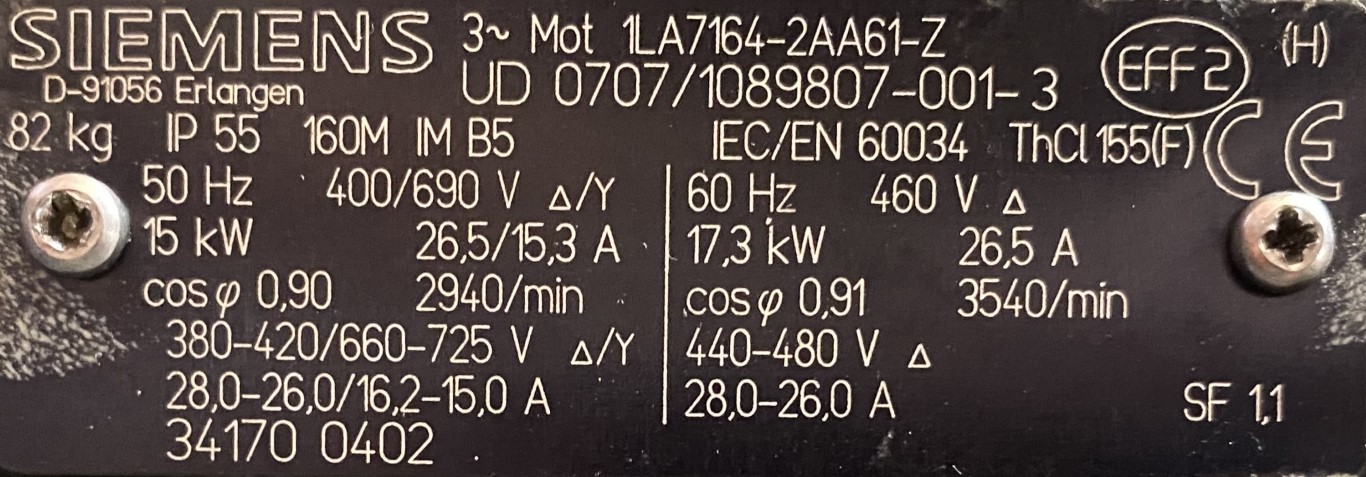 SIEMENS 3~ Mot 1LA7164-2AA61-Z EFF2 (H)
D-91056 Erlangen UD 0707/1089807-001-3
82 kg IP 55 160M IM B5 IEC/EN 60034 ThCl 155(F) CE
50 Hz 400/690 V Δ/Y 60 Hz 460 V Δ
15 kW 26,5/15,3 A 17,3 kW 26,5 A
cos φ 0,90 2940/min cos φ 0,91 3540/min
380-420/660-725 V Δ/Y 440-480 V Δ
28,0-26,0/16,2-15,0 A 28,0-26,0 A SF 1,1
34170 0402